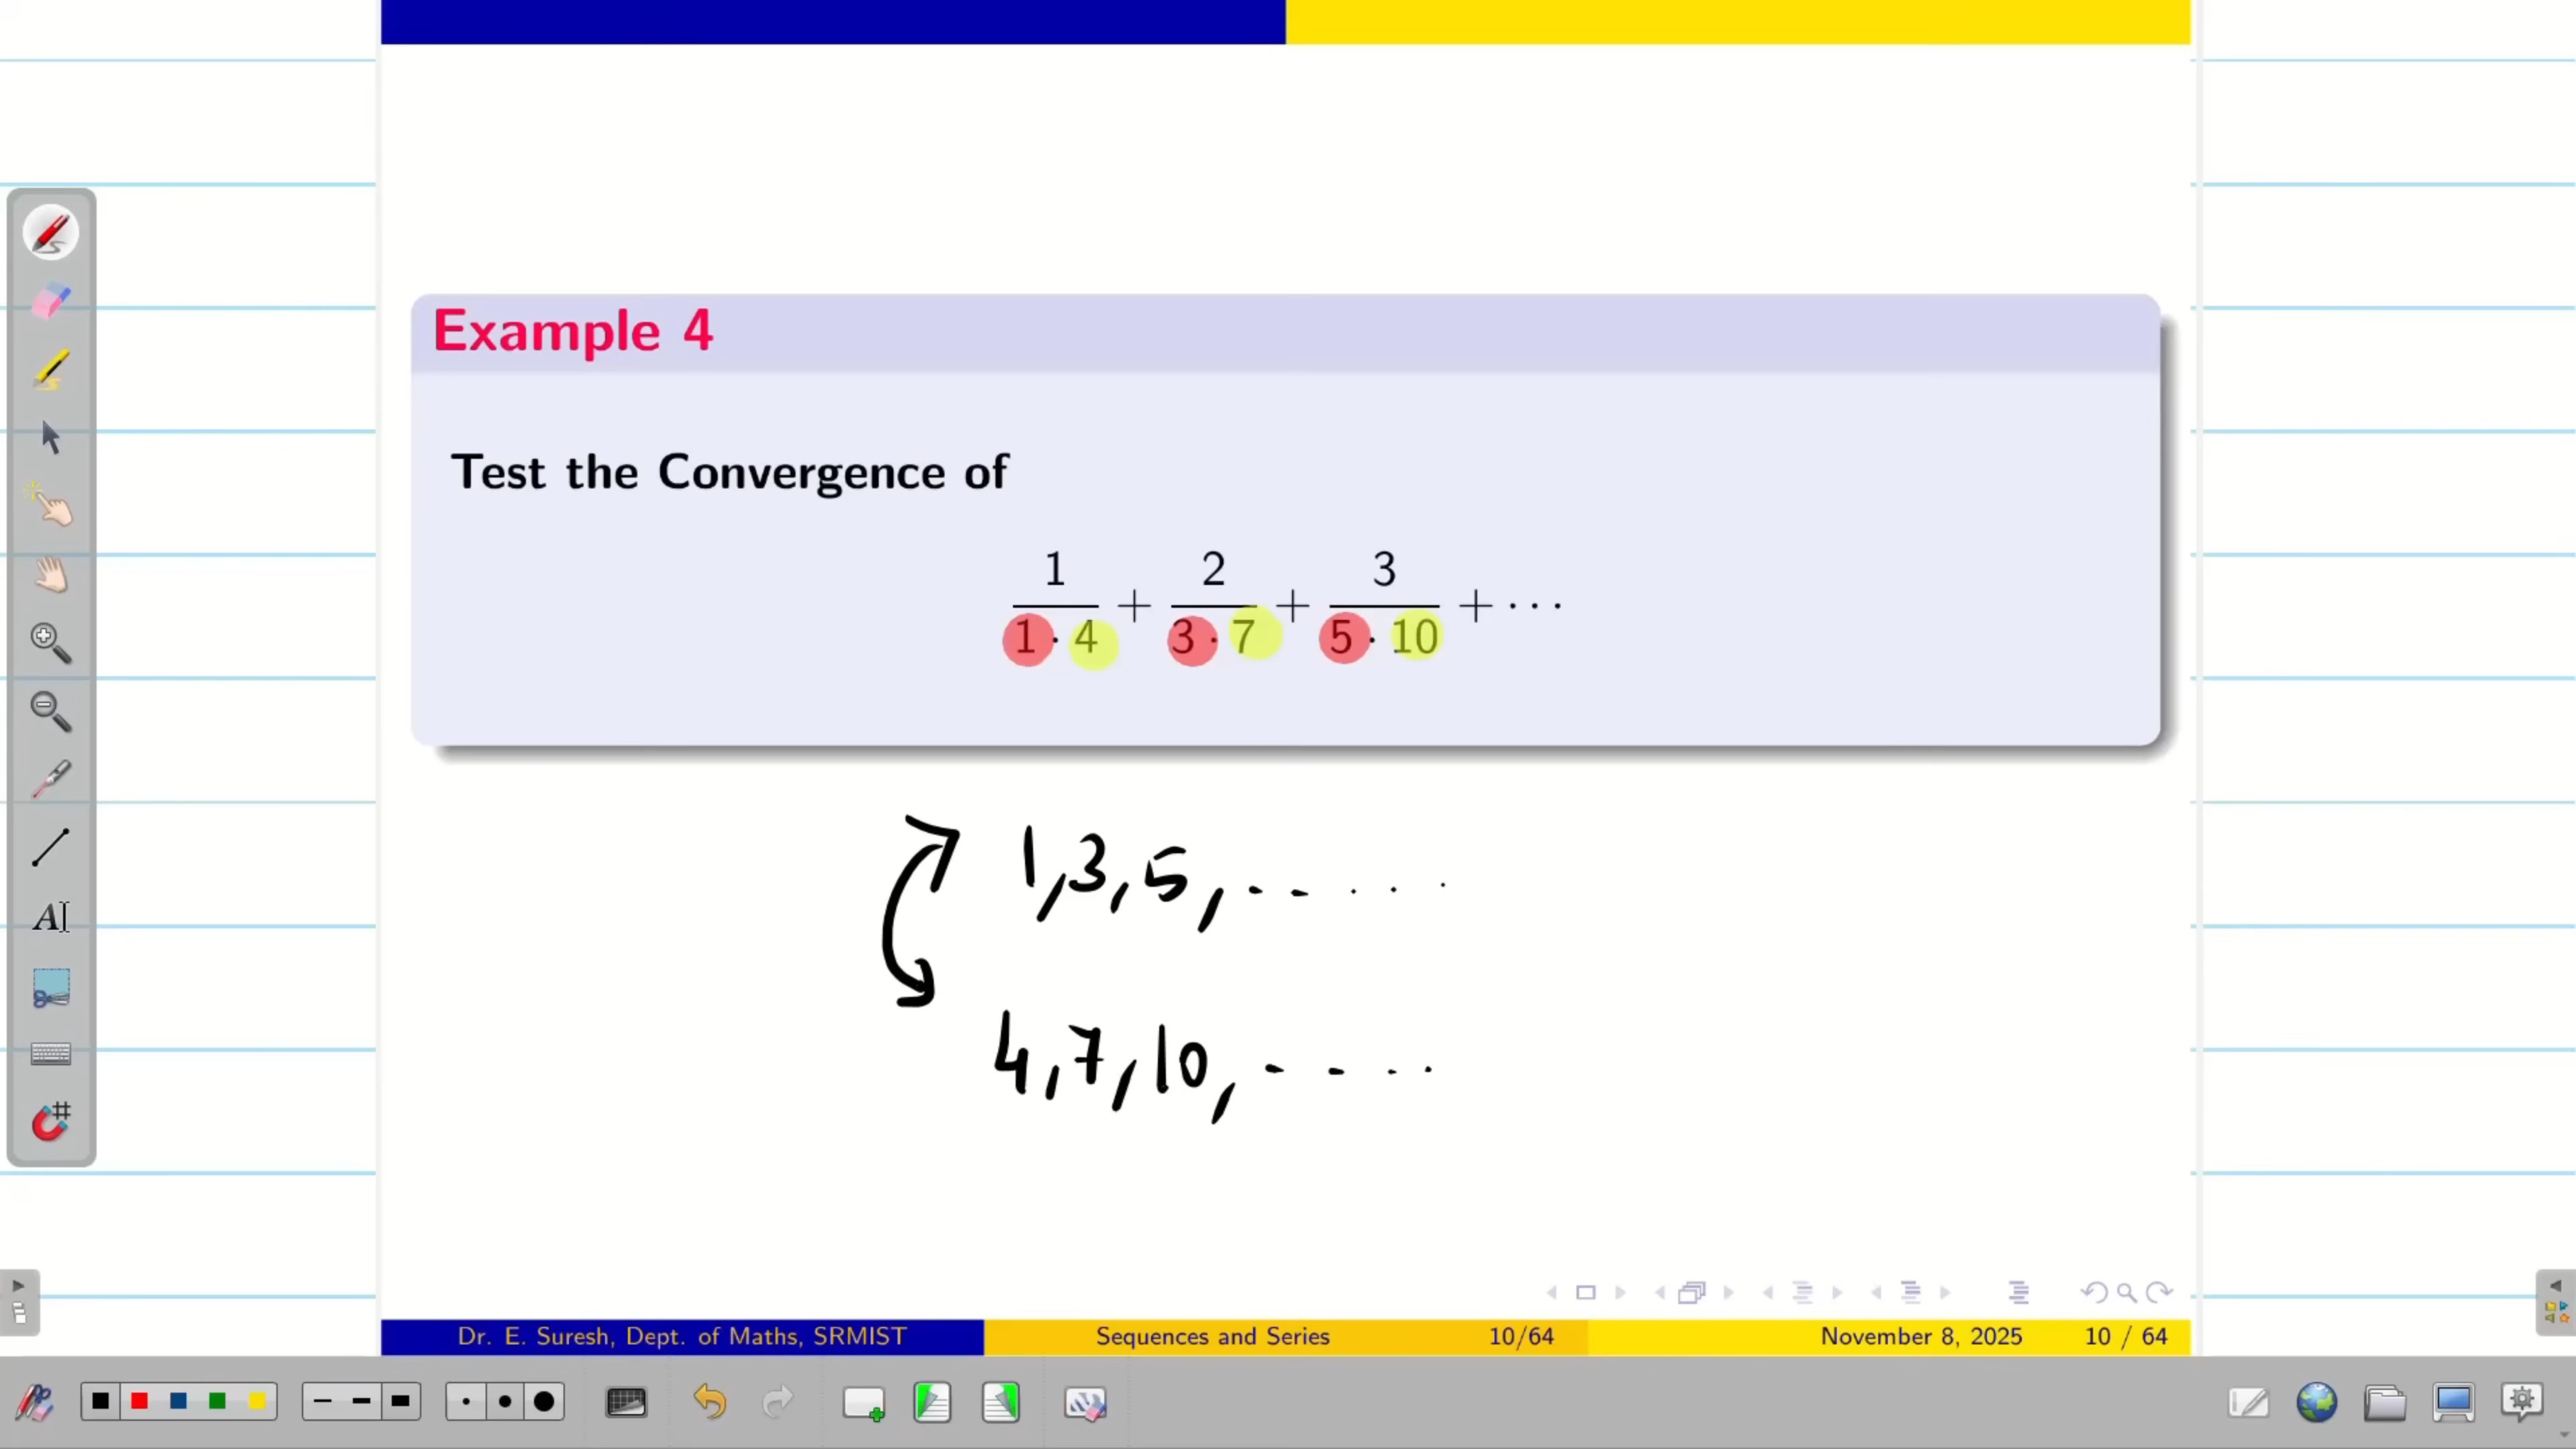 Example 4
Test the Convergence of
1/(1 · 4) + 2/(3 · 7) + 3/(5 · 10) + · · ·
1, 3, 5, - - · · ·
4, 7, 10, - - - ·
Dr. E. Suresh, Dept. of Maths, SRMIST Sequences and Series 10/64 November 8, 2025 10 / 64